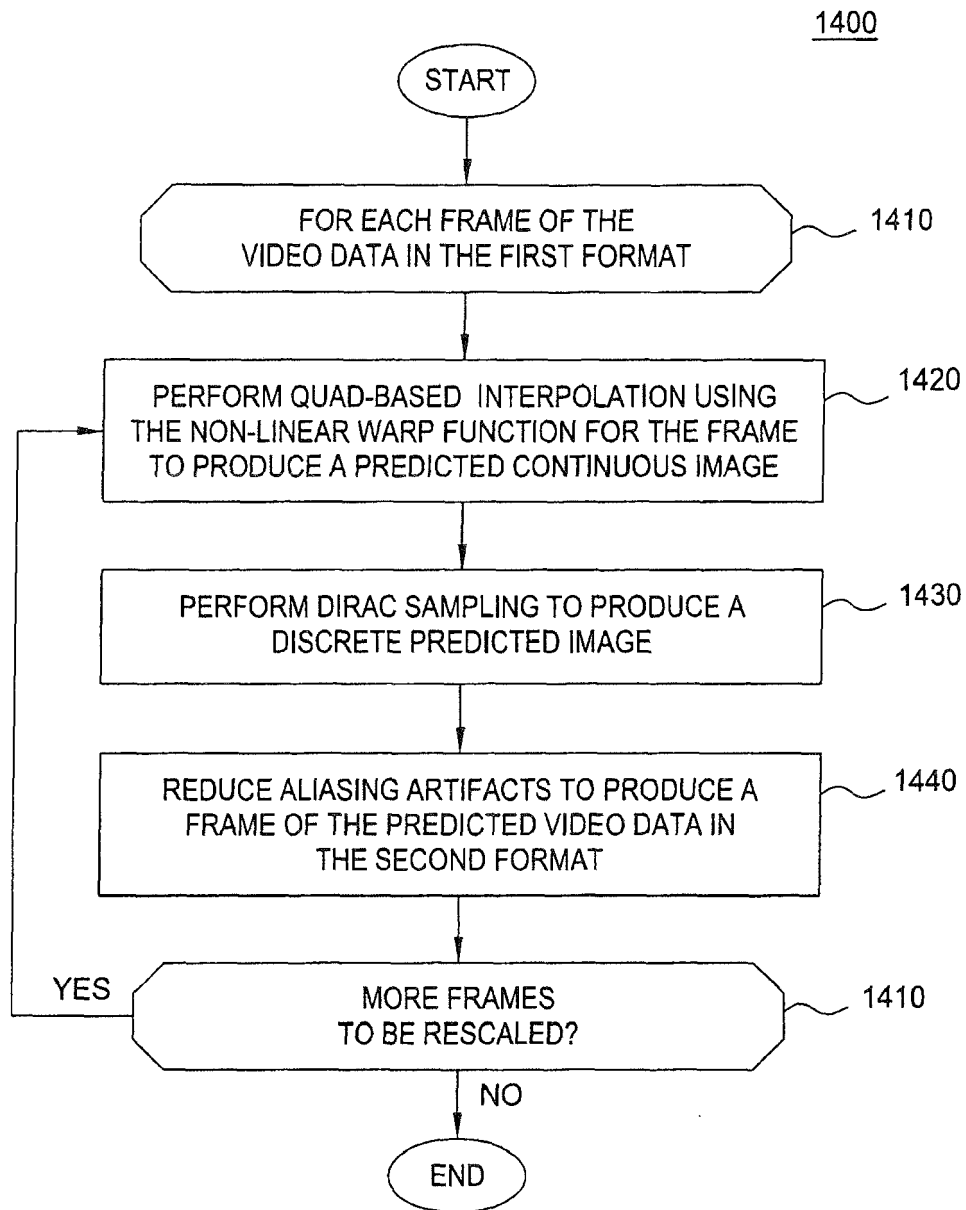 1400
START
FOR EACH FRAME OF THE
VIDEO DATA IN THE FIRST FORMAT
1410
PERFORM QUAD-BASED INTERPOLATION USING
THE NON-LINEAR WARP FUNCTION FOR THE FRAME
TO PRODUCE A PREDICTED CONTINUOUS IMAGE
1420
PERFORM DIRAC SAMPLING TO PRODUCE A
DISCRETE PREDICTED IMAGE
1430
REDUCE ALIASING ARTIFACTS TO PRODUCE A
FRAME OF THE PREDICTED VIDEO DATA IN
THE SECOND FORMAT
1440
YES
MORE FRAMES
TO BE RESCALED?
1410
NO
END